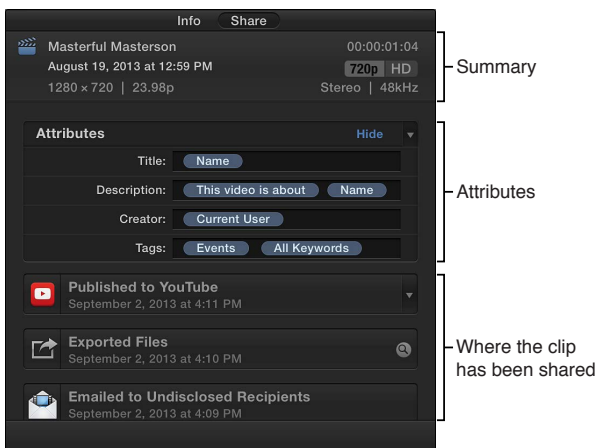 Info Share
Masterful Masterson 00:00:01:04
August 19, 2013 at 12:59 PM 720p HD
1280 × 720 | 23.98p Stereo | 48kHz
Summary
Attributes Hide
Title: Name
Description: This video is about Name
Creator: Current User
Tags: Events All Keywords
Attributes
Published to YouTube
September 2, 2013 at 4:11 PM
Exported Files
September 2, 2013 at 4:10 PM
Emailed to Undisclosed Recipients
September 2, 2013 at 4:09 PM
Where the clip
has been shared